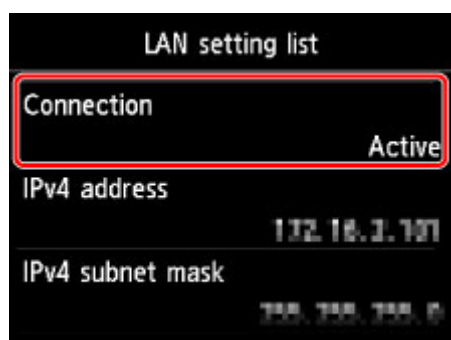 LAN setting list
Connection
Active
IPv4 address
IPv4 subnet mask